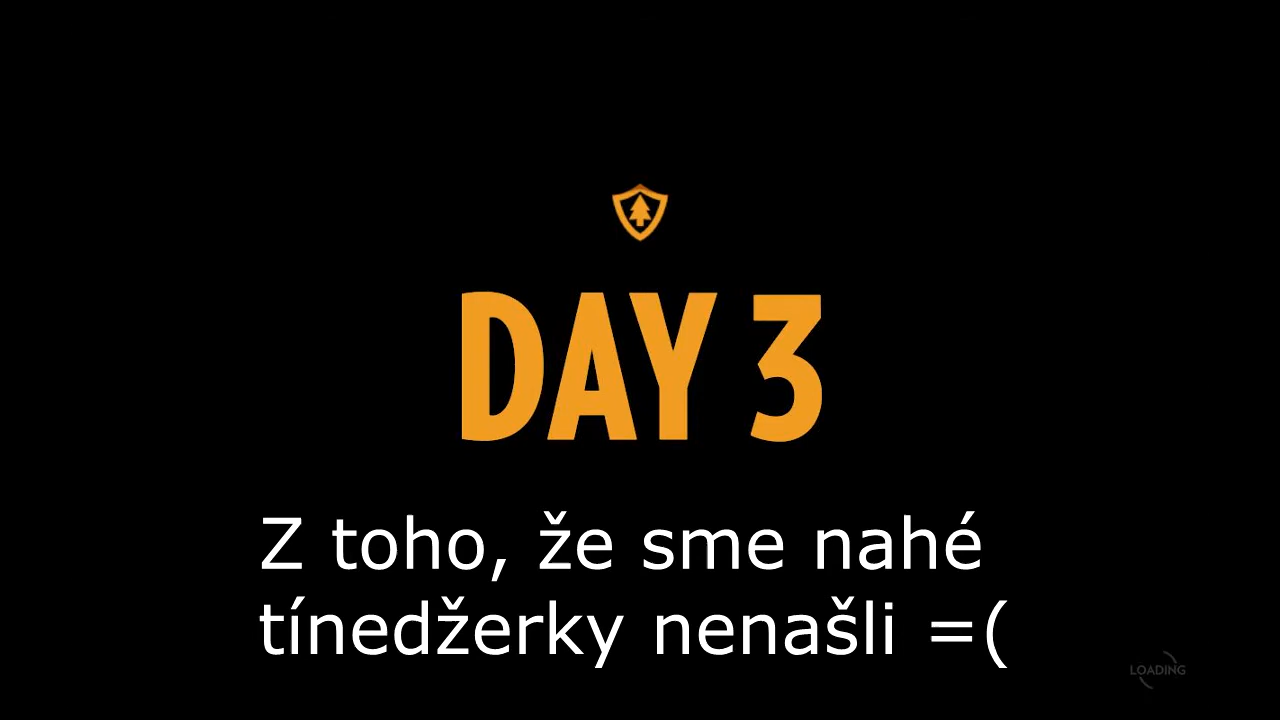 DAY 3
Z toho, že sme nahé
tínedžerky nenašli =(
LOADING